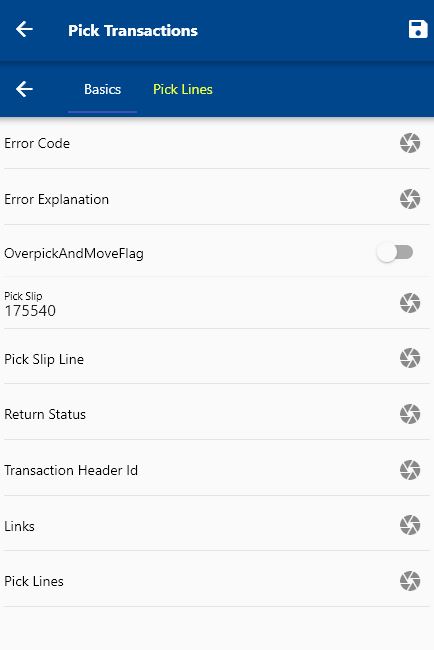 Pick Transactions
Basics Pick Lines
Error Code
Error Explanation
OverpickAndMoveFlag
Pick Slip
175540
Pick Slip Line
Return Status
Transaction Header Id
Links
Pick Lines